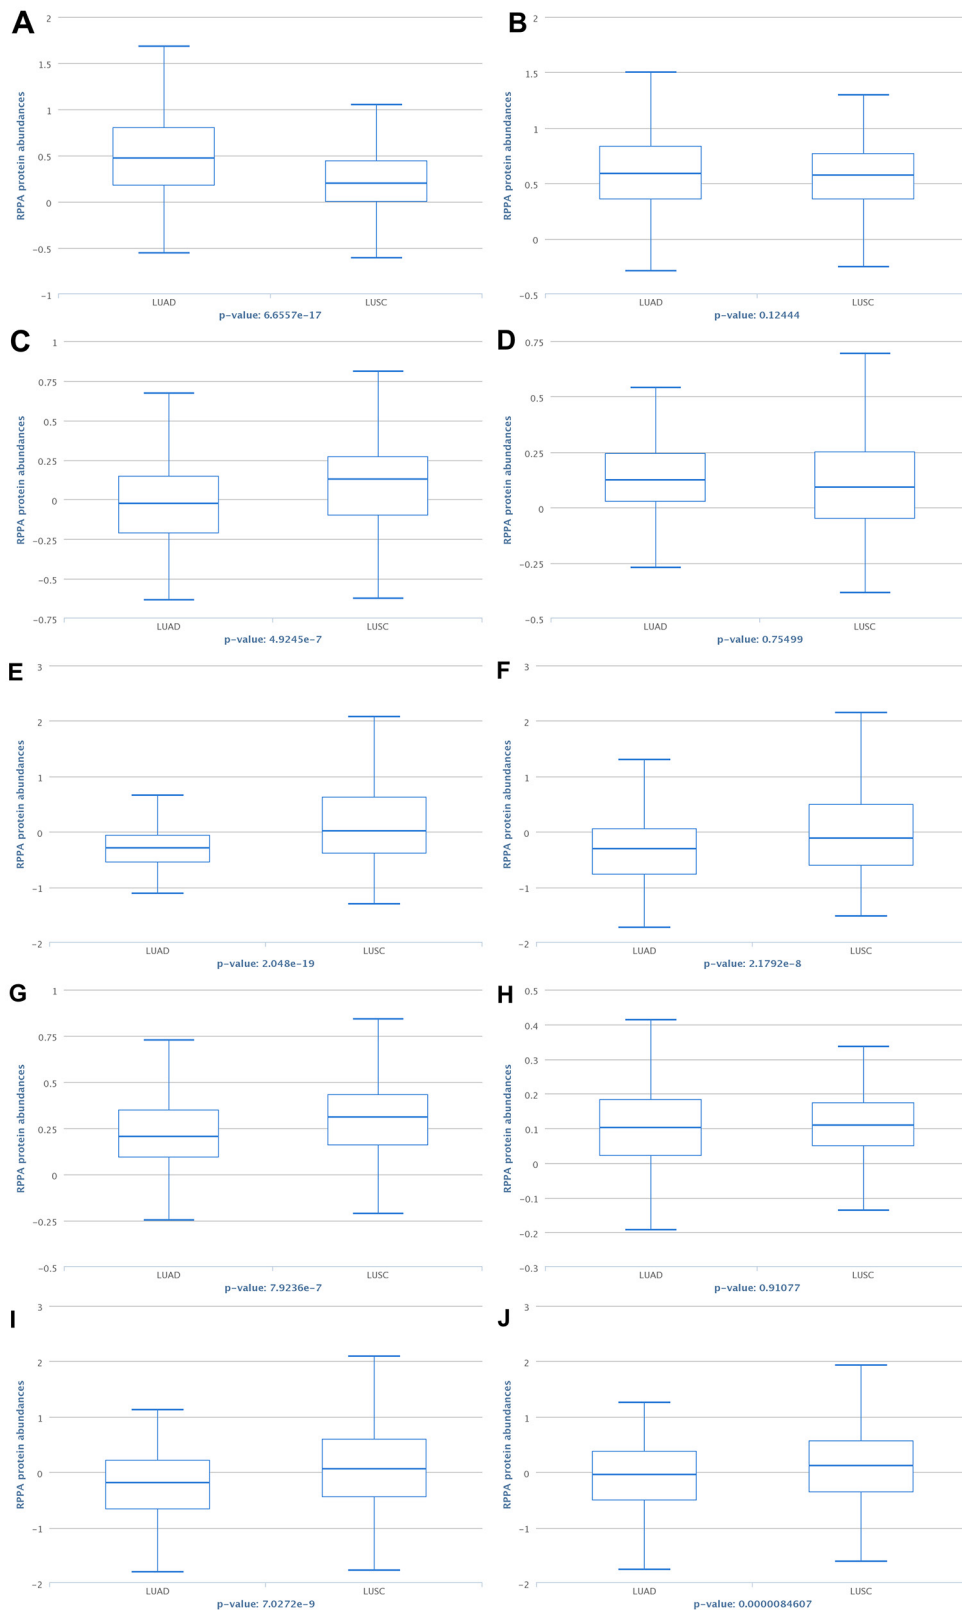 A
2
1.5
1
0.5
0
−0.5
−1
RPPA protein abundances
LUAD LUSC
p-value: 6.6557e-17
B
2
1.5
1
0.5
0
−0.5
RPPA protein abundances
LUAD LUSC
p-value: 0.12444
C
1
0.75
0.5
0.25
0
−0.25
−0.5
−0.75
RPPA protein abundances
LUAD LUSC
p-value: 4.9245e-7
D
0.75
0.5
0.25
0
−0.25
−0.5
RPPA protein abundances
LUAD LUSC
p-value: 0.75499
E
3
2
1
0
−1
−2
RPPA protein abundances
LUAD LUSC
p-value: 2.048e-19
F
3
2
1
0
−1
−2
RPPA protein abundances
LUAD LUSC
p-value: 2.1792e-8
G
1
0.75
0.5
0.25
0
−0.25
−0.5
RPPA protein abundances
LUAD LUSC
p-value: 7.9236e-7
H
0.5
0.4
0.3
0.2
0.1
0
−0.1
−0.2
−0.3
RPPA protein abundances
LUAD LUSC
p-value: 0.91077
I
3
2
1
0
−1
−2
RPPA protein abundances
LUAD LUSC
p-value: 7.0272e-9
J
3
2
1
0
−1
−2
RPPA protein abundances
LUAD LUSC
p-value: 0.0000084607